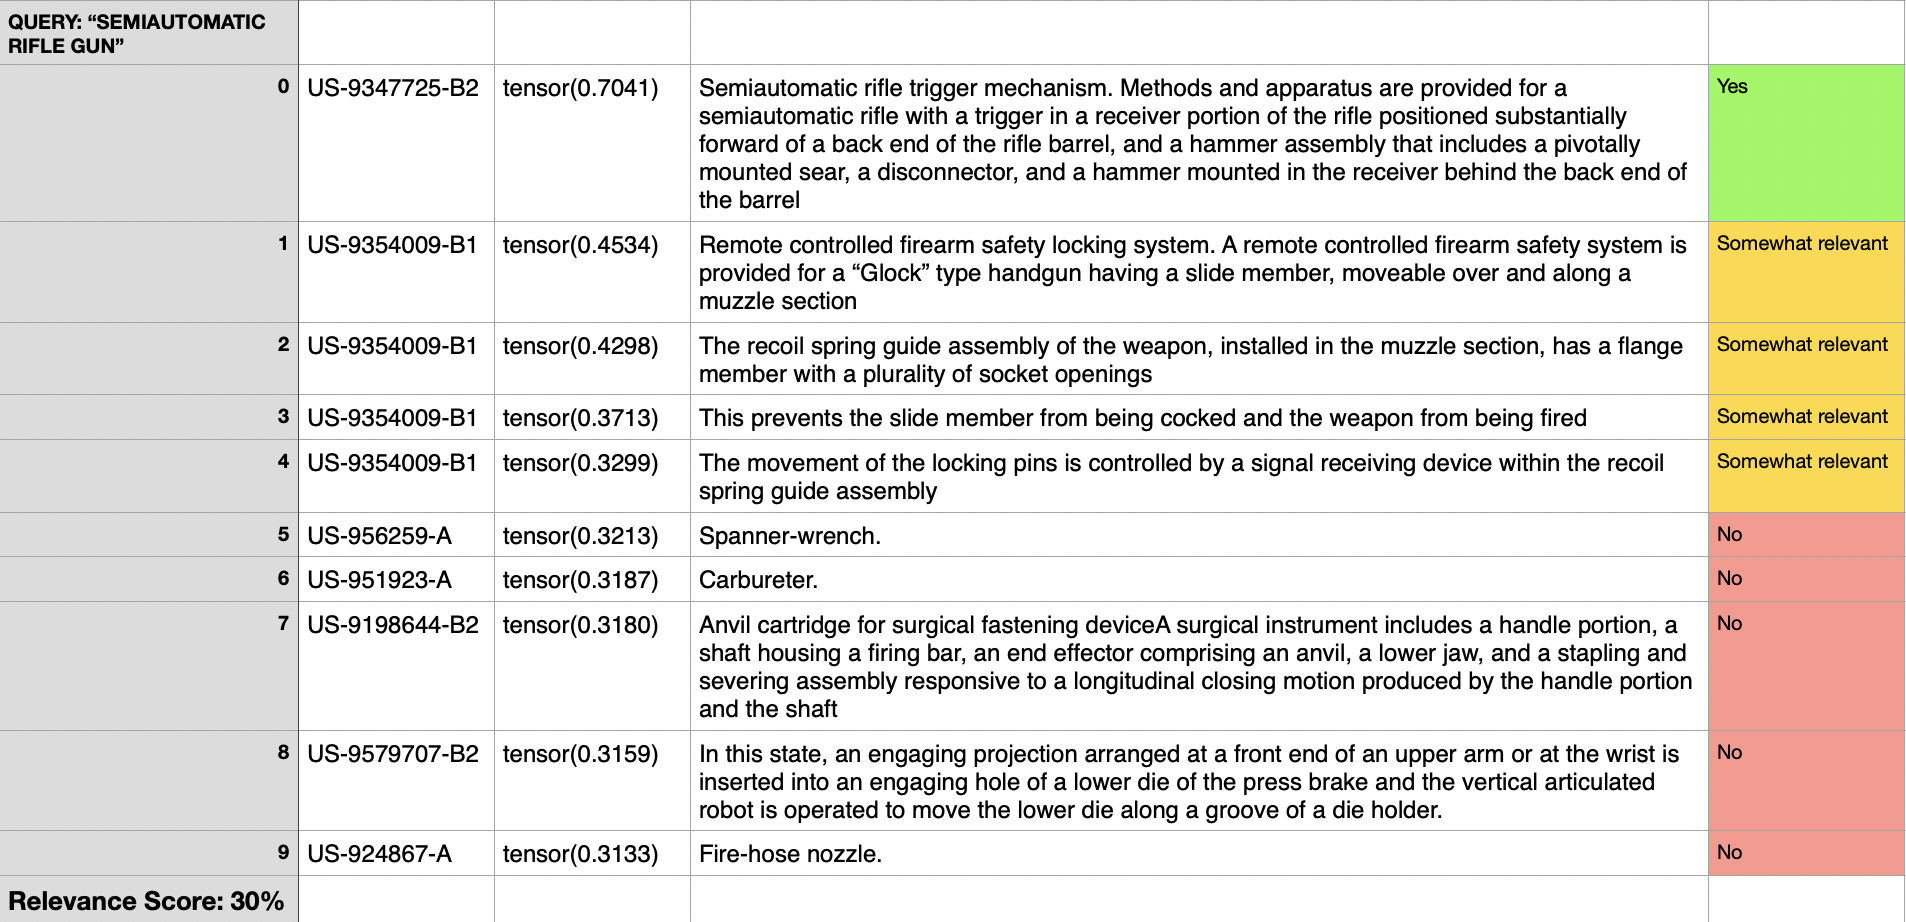 QUERY: “SEMIAUTOMATIC
RIFLE GUN”
0 US-9347725-B2 tensor(0.7041) Semiautomatic rifle trigger mechanism. Methods and apparatus are provided for a Yes
semiautomatic rifle with a trigger in a receiver portion of the rifle positioned substantially
forward of a back end of the rifle barrel, and a hammer assembly that includes a pivotally
mounted sear, a disconnector, and a hammer mounted in the receiver behind the back end of
the barrel
1 US-9354009-B1 tensor(0.4534) Remote controlled firearm safety locking system. A remote controlled firearm safety system is Somewhat relevant
provided for a “Glock” type handgun having a slide member, moveable over and along a
muzzle section
2 US-9354009-B1 tensor(0.4298) The recoil spring guide assembly of the weapon, installed in the muzzle section, has a flange Somewhat relevant
member with a plurality of socket openings
3 US-9354009-B1 tensor(0.3713) This prevents the slide member from being cocked and the weapon from being fired Somewhat relevant
4 US-9354009-B1 tensor(0.3299) The movement of the locking pins is controlled by a signal receiving device within the recoil Somewhat relevant
spring guide assembly
5 US-956259-A tensor(0.3213) Spanner-wrench. No
6 US-951923-A tensor(0.3187) Carbureter. No
7 US-9198644-B2 tensor(0.3180) Anvil cartridge for surgical fastening deviceA surgical instrument includes a handle portion, a No
shaft housing a firing bar, an end effector comprising an anvil, a lower jaw, and a stapling and
severing assembly responsive to a longitudinal closing motion produced by the handle portion
and the shaft
8 US-9579707-B2 tensor(0.3159) In this state, an engaging projection arranged at a front end of an upper arm or at the wrist is No
inserted into an engaging hole of a lower die of the press brake and the vertical articulated
robot is operated to move the lower die along a groove of a die holder.
9 US-924867-A tensor(0.3133) Fire-hose nozzle. No
Relevance Score: 30%